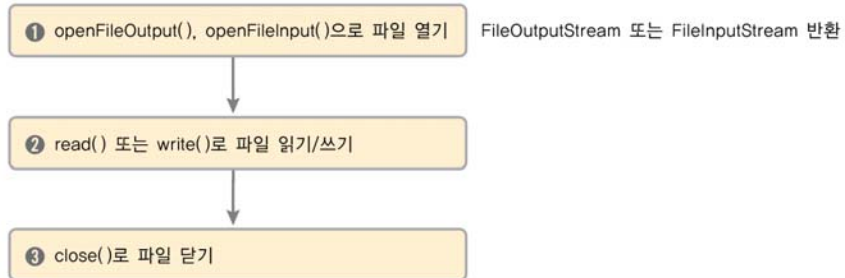 ❶ openFileOutput( ), openFileInput( )으로 파일 열기 FileOutputStream 또는 FileInputStream 반환
❷ read( ) 또는 write( )로 파일 읽기/쓰기
❸ close( )로 파일 닫기